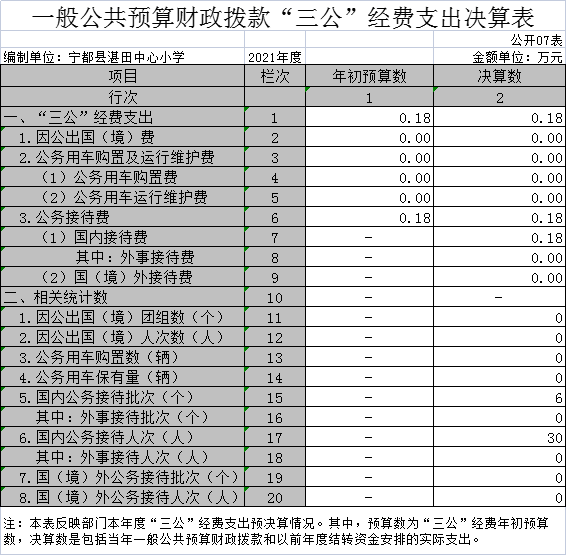 一般公共预算财政拨款“三公”经费支出决算表
公开07表
编制单位：宁都县湛田中心小学 2021年度 金额单位：万元
项目 栏次 年初预算数 决算数
行次 1 2
一、“三公”经费支出 1 0.18 0.18
1.因公出国（境）费 2 0.00 0.00
2.公务用车购置及运行维护费 3 0.00 0.00
（1）公务用车购置费 4 0.00 0.00
（2）公务用车运行维护费 5 0.00 0.00
3.公务接待费 6 0.18 0.18
（1）国内接待费 7 - 0.18
其中：外事接待费 8 - 0.00
（2）国（境）外接待费 9 - 0.00
二、相关统计数 10 - -
1.因公出国（境）团组数（个） 11 - 0
2.因公出国（境）人次数（人） 12 - 0
3.公务用车购置数（辆） 13 - 0
4.公务用车保有量（辆） 14 - 0
5.国内公务接待批次（个） 15 - 6
其中：外事接待批次（个） 16 - 0
6.国内公务接待人次（人） 17 - 30
其中：外事接待人次（人） 18 - 0
7.国（境）外公务接待批次（个） 19 - 0
8.国（境）外公务接待人次（人） 20 - 0
注：本表反映部门本年度“三公”经费支出预决算情况。其中，预算数为“三公”经费年初预算
数，决算数是包括当年一般公共预算财政拨款和以前年度结转资金安排的实际支出。